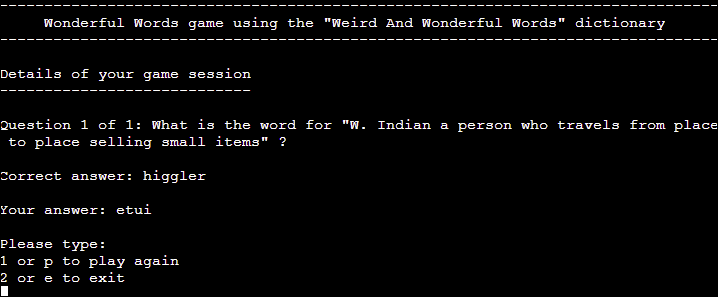 --------------------------------------------------------------------------------
Wonderful Words game using the "Weird And Wonderful Words" dictionary
--------------------------------------------------------------------------------
Details of your game session
----------------------------
Question 1 of 1: What is the word for "W. Indian a person who travels from place
to place selling small items" ?
Correct answer: higgler
Your answer: etui
Please type:
1 or p to play again
2 or e to exit